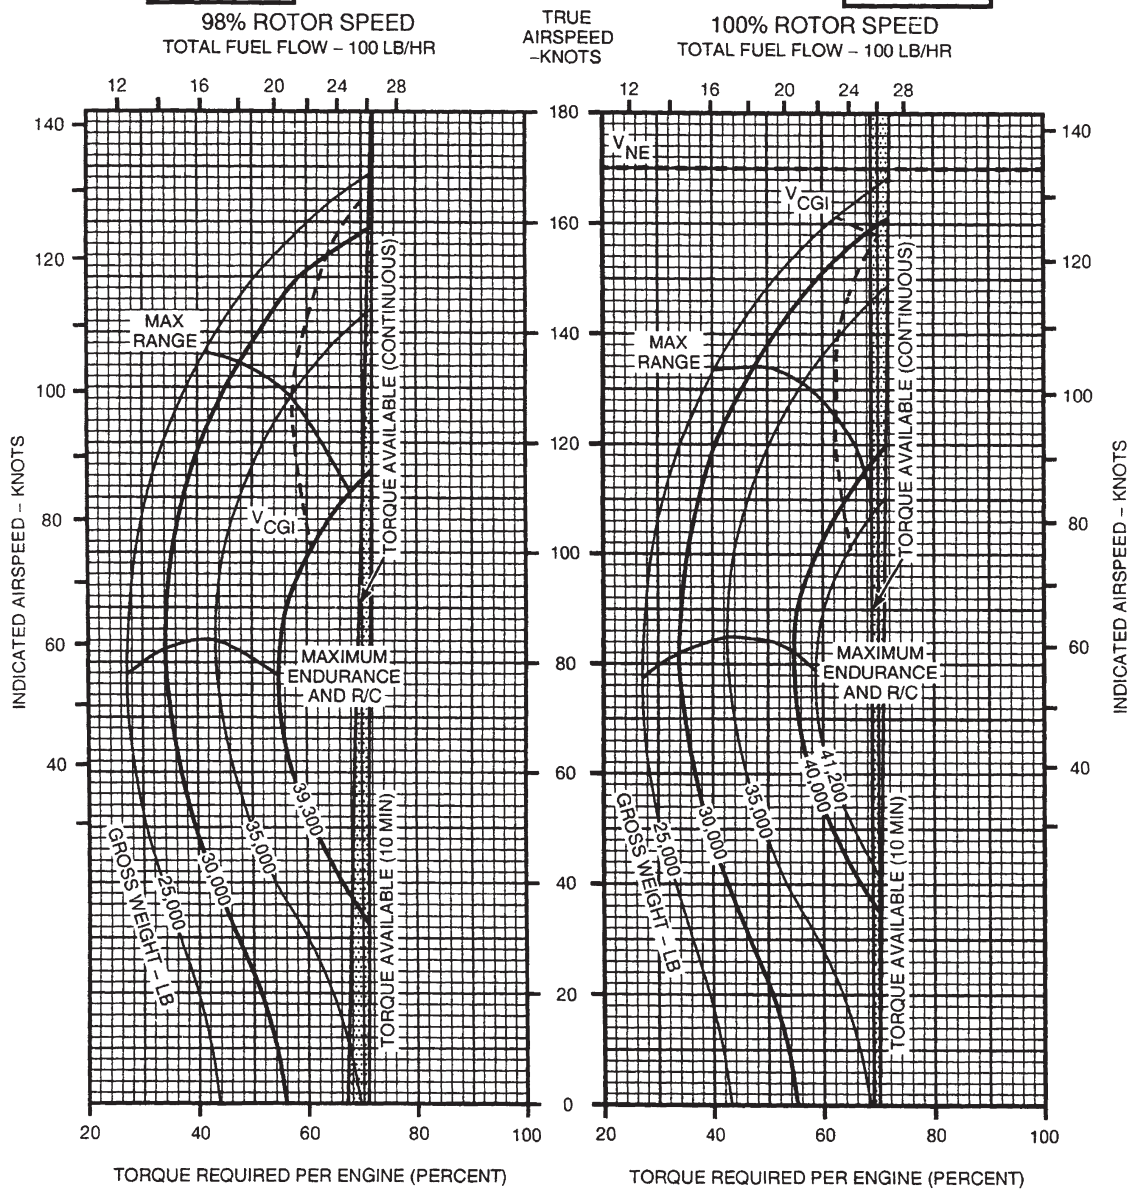 98% ROTOR SPEED
TOTAL FUEL FLOW – 100 LB/HR
TRUE
AIRSPEED
–KNOTS
100% ROTOR SPEED
TOTAL FUEL FLOW – 100 LB/HR
12 16 20 24 28
12 16 20 24 28
140
120
100
80
60
40
INDICATED AIRSPEED – KNOTS
MAX
RANGE
VCGI
TORQUE AVAILABLE (CONTINUOUS)
MAXIMUM
ENDURANCE
AND R/C
GROSS WEIGHT – LB
25,000
30,000
35,000
39,300
TORQUE AVAILABLE (10 MIN)
20 40 60 80 100
TORQUE REQUIRED PER ENGINE (PERCENT)
180
160
140
120
100
80
60
40
20
0
VNE
VCGI
MAX
RANGE
TORQUE AVAILABLE (CONTINUOUS)
MAXIMUM
ENDURANCE
AND R/C
GROSS WEIGHT – LB
25,000
30,000
35,000
40,000
41,200
TORQUE AVAILABLE (10 MIN)
140
120
100
80
60
40
INDICATED AIRSPEED – KNOTS
20 40 60 80 100
TORQUE REQUIRED PER ENGINE (PERCENT)